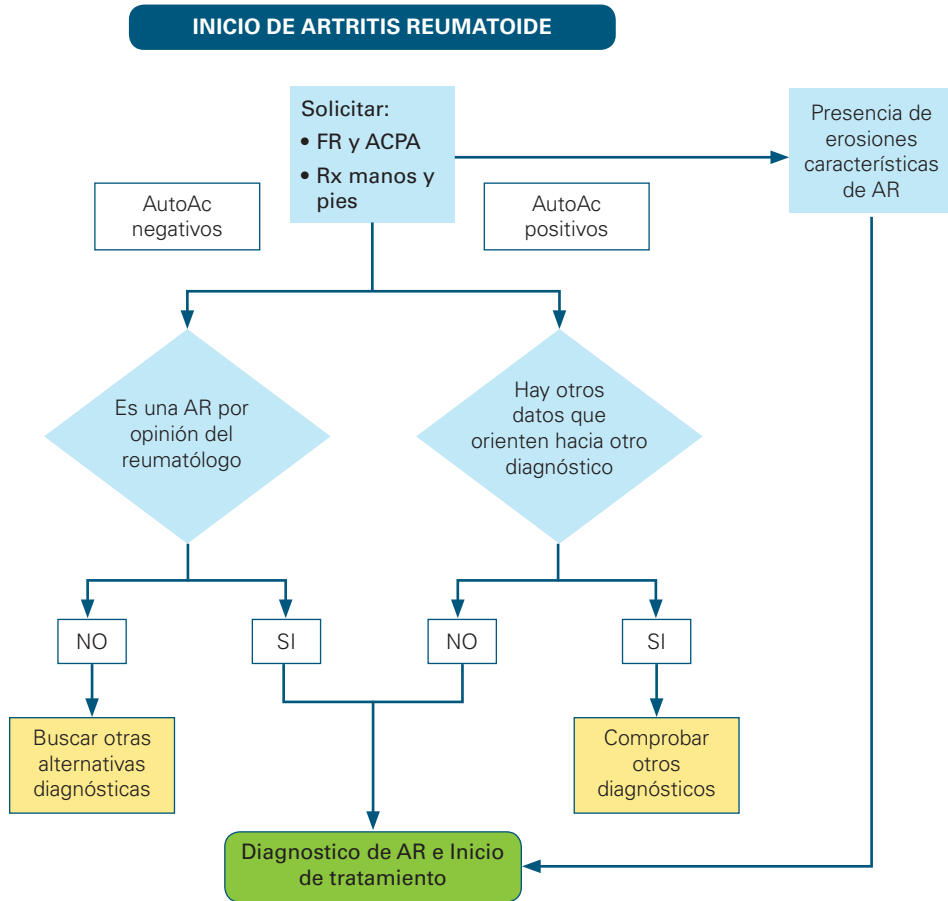 INICIO DE ARTRITIS REUMATOIDE
Solicitar:
• FR y ACPA
• Rx manos y
pies
Presencia de
erosiones
características
de AR
AutoAc
negativos
AutoAc
positivos
Es una AR por
opinión del
reumatólogo
Hay otros
datos que
orienten hacia otro
diagnóstico
NO
SI
NO
SI
Buscar otras
alternativas
diagnósticas
Comprobar
otros
diagnósticos
Diagnostico de AR e Inicio
de tratamiento